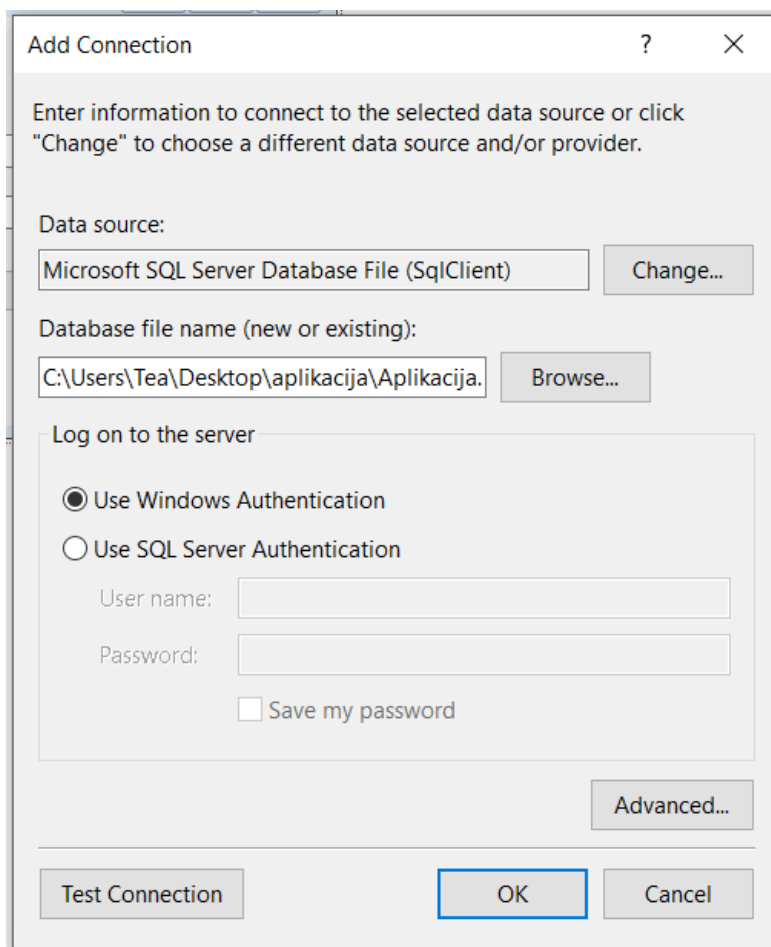 Add Connection
Enter information to connect to the selected data source or click
"Change" to choose a different data source and/or provider.
Data source:
Microsoft SQL Server Database File (SqlClient)
Change...
Database file name (new or existing):
C:\Users\Tea\Desktop\aplikacija\Aplikacija.
Browse...
Log on to the server
Use Windows Authentication
Use SQL Server Authentication
User name:
Password:
Save my password
Advanced...
Test Connection
OK
Cancel